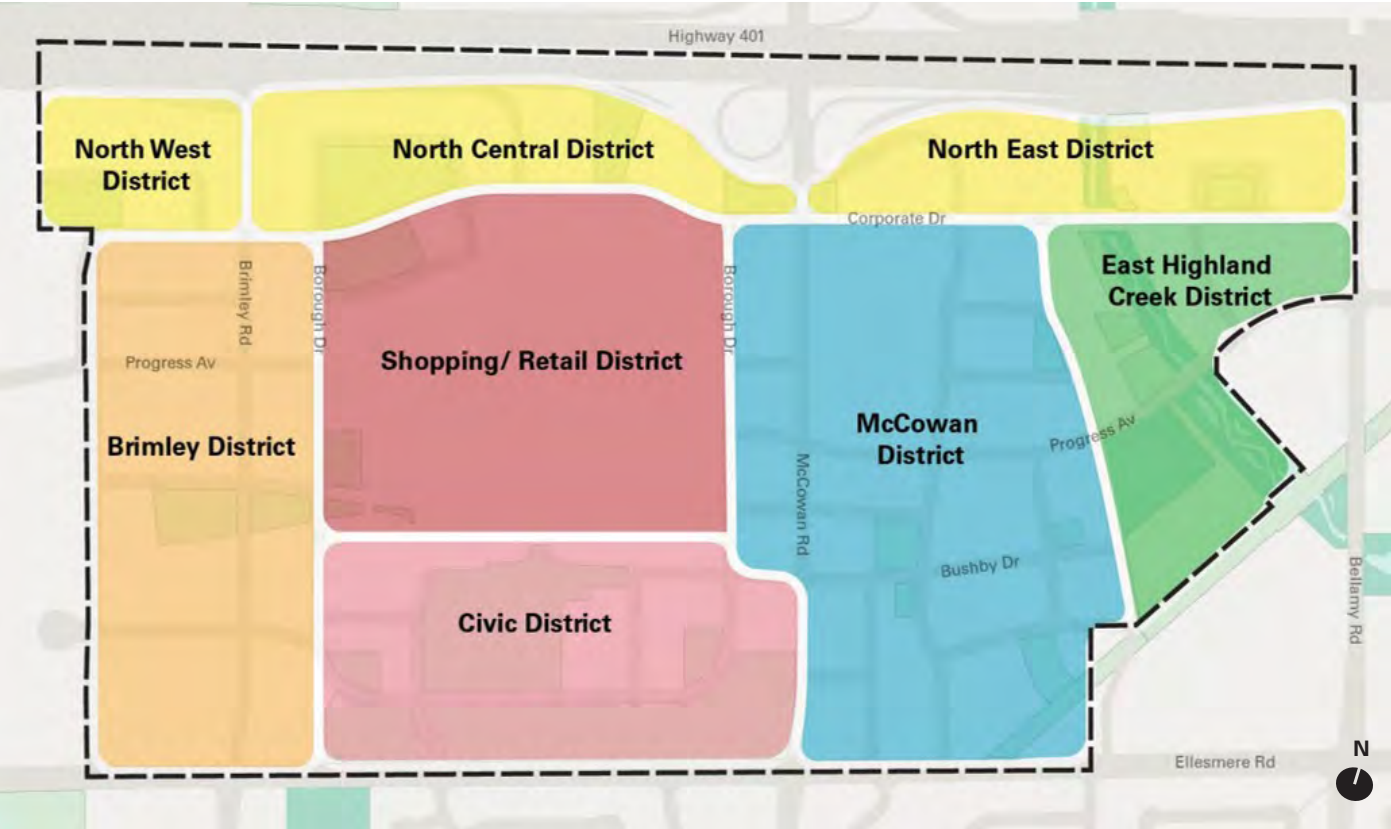 Highway 401
North West
District
North Central District
North East District
Corporate Dr
Brimley Rd
Borough Dr
Borough Dr
East Highland
Creek District
Progress Av
Shopping/ Retail District
Brimley District
McCowan
District
Progress Av
McCowan Rd
Bushby Dr
Civic District
Bellamy Rd
N
Ellesmere Rd